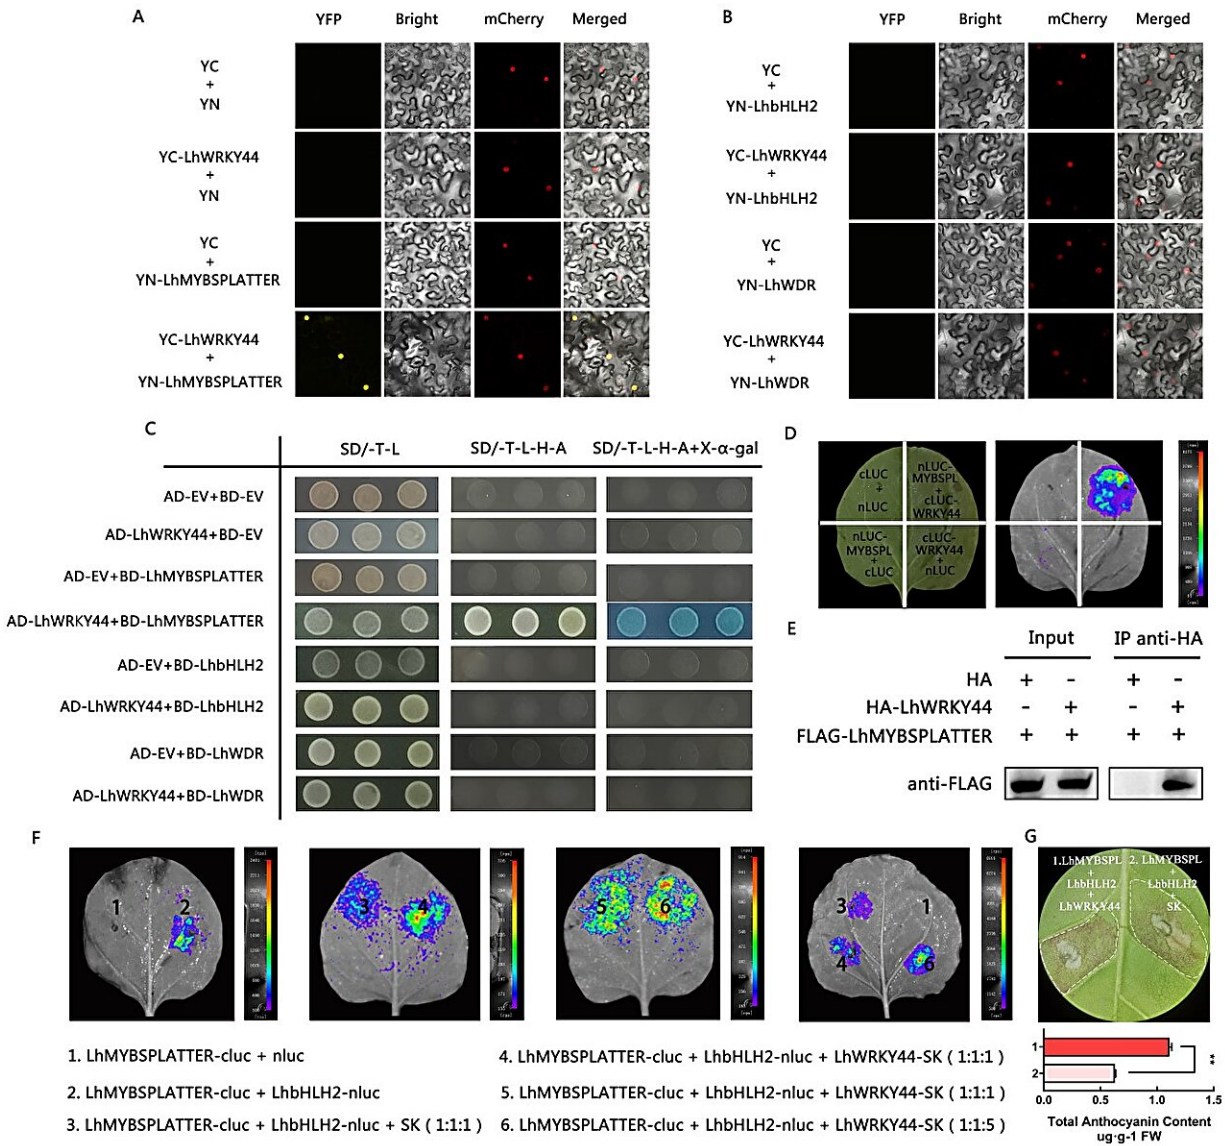 A
YFP Bright mCherry Merged
YC
+
YN
YC-LhWRKY44
+
YN
YC
+
YN-LhMYBSPLATTER
YC-LhWRKY44
+
YN-LhMYBSPLATTER
B
YFP Bright mCherry Merged
YC
+
YN-LhbHLH2
YC-LhWRKY44
+
YN-LhbHLH2
YC
+
YN-LhWDR
YC-LhWRKY44
+
YN-LhWDR
C
SD/-T-L SD/-T-L-H-A SD/-T-L-H-A+X-α-gal
AD-EV+BD-EV
AD-LhWRKY44+BD-EV
AD-EV+BD-LhMYBSPLATTER
AD-LhWRKY44+BD-LhMYBSPLATTER
AD-EV+BD-LhbHLH2
AD-LhWRKY44+BD-LhbHLH2
AD-EV+BD-LhWDR
AD-LhWRKY44+BD-LhWDR
D
cLUC
+
nLUC
nLUC-
MYBSPL
+
cLUC-
WRKY44
nLUC-
MYBSPL
+
cLUC
cLUC-
WRKY44
+
nLUC
E
Input IP anti-HA
HA + - + -
HA-LhWRKY44 - + - +
FLAG-LhMYBSPLATTER + + + +
anti-FLAG
F
1 2
3 4
5 6
3 1
4 6
1. LhMYBSPLATTER-cluc + nluc
2. LhMYBSPLATTER-cluc + LhbHLH2-nluc
3. LhMYBSPLATTER-cluc + LhbHLH2-nluc + SK ( 1:1:1 )
4. LhMYBSPLATTER-cluc + LhbHLH2-nluc + LhWRKY44-SK ( 1:1:1 )
5. LhMYBSPLATTER-cluc + LhbHLH2-nluc + LhWRKY44-SK ( 1:1:1 )
6. LhMYBSPLATTER-cluc + LhbHLH2-nluc + LhWRKY44-SK ( 1:1:5 )
G
1.LhMYBSPL
+
LhbHLH2
+
LhWRKY44
2. LhMYBSPL
+
LhbHLH2
+
SK
1
2
**
0.0 0.5 1.0 1.5
Total Anthocyanin Content
ug·g-1 FW